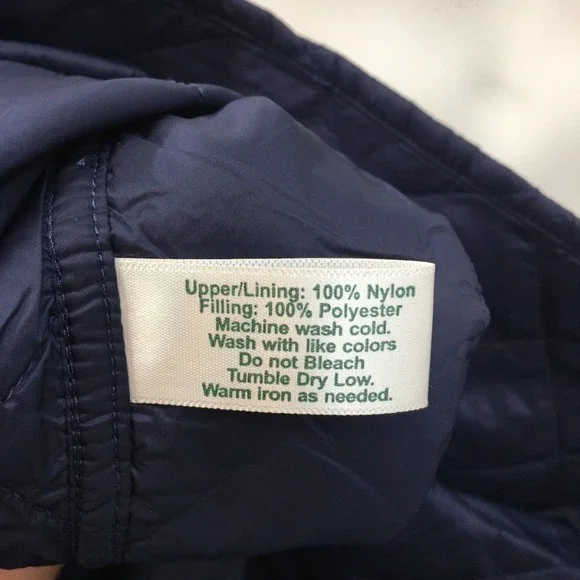 Upper/Lining: 100% Nylon
Filling: 100% Polyester
Machine wash cold.
Wash with like colors
Do not Bleach
Tumble Dry Low.
Warm iron as needed.